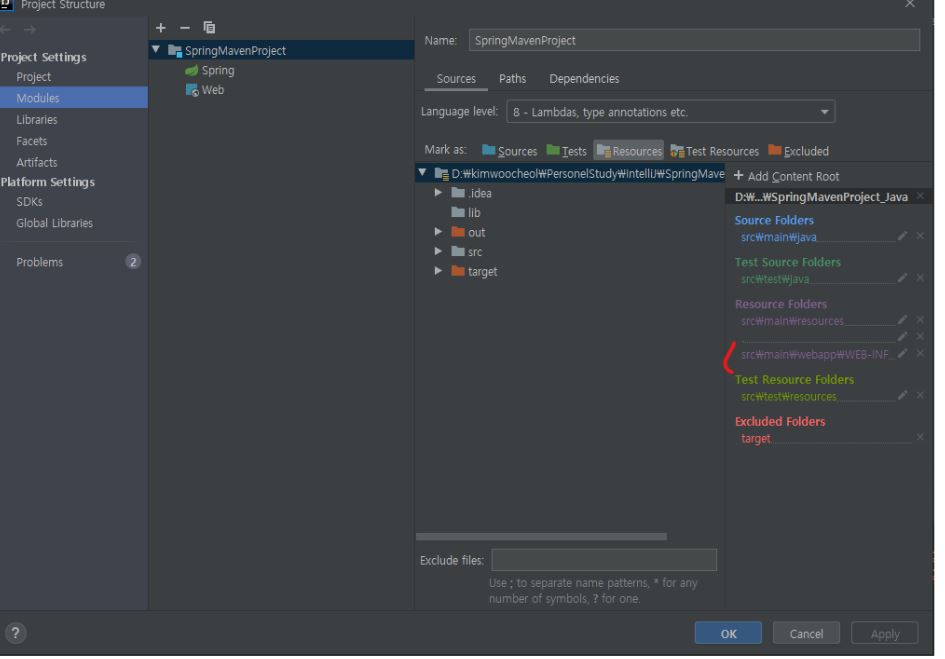 Project Structure
Project Settings
Project
Modules
Libraries
Facets
Artifacts
Platform Settings
SDKs
Global Libraries
Problems 2
SpringMavenProject
Spring
Web
Name: SpringMavenProject
Sources Paths Dependencies
Language level: 8 - Lambdas, type annotations etc.
Mark as: Sources Tests Resources Test Resources Excluded
D:₩kimwoocheol₩PersonelStudy₩IntelliJ₩SpringMave
.idea
lib
out
src
target
+ Add Content Root
D:₩...₩SpringMavenProject_Java
Source Folders
src₩main₩java
Test Source Folders
src₩test₩java
Resource Folders
src₩main₩resources
.
src₩main₩webapp₩WEB-INF
Test Resource Folders
src₩test₩resources
Excluded Folders
target
Exclude files:
Use ; to separate name patterns, * for any
number of symbols, ? for one.
?
OK Cancel Apply